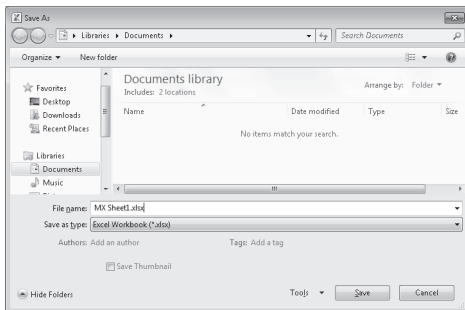 Save As
Libraries Documents Search Documents
Organize New folder
Favorites
Desktop
Downloads
Recent Places
Libraries
Documents
Music
Documents library
Includes: 2 locations
Arrange by: Folder
Name Date modified Type Size
No items match your search.
File name: MX Sheet1.xlsx
Save as type: Excel Workbook (*.xlsx)
Authors: Add an author Tags: Add a tag
Save Thumbnail
Hide Folders Tools Save Cancel